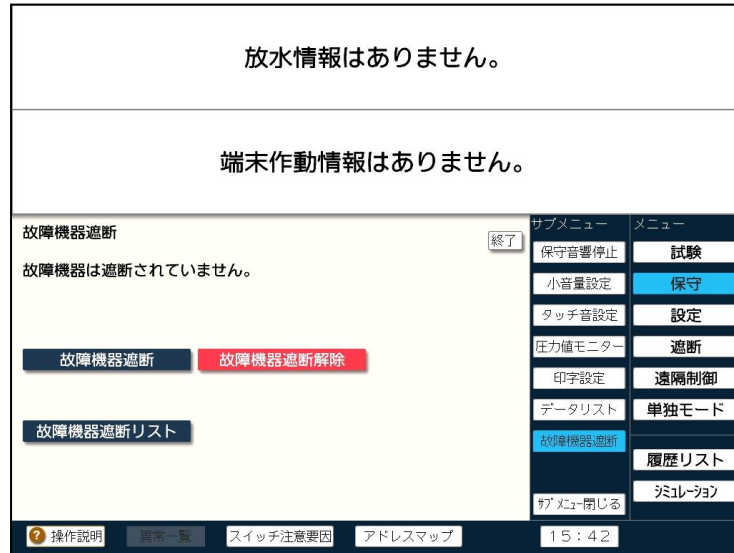 放水情報はありません。
端末作動情報はありません。
故障機器遮断
終了
故障機器は遮断されていません。
故障機器遮断
故障機器遮断解除
故障機器遮断リスト
サブメニュー
保守音響停止
小音量設定
タッチ音設定
圧力値モニター
印字設定
データリスト
故障機器遮断
ｻﾌﾞﾒﾆｭｰ閉じる
メニュー
試験
保守
設定
遮断
遠隔制御
単独モード
履歴リスト
ｼﾐｭﾚｰｼｮﾝ
? 操作説明
異常一覧
スイッチ注意要因
アドレスマップ
15:42